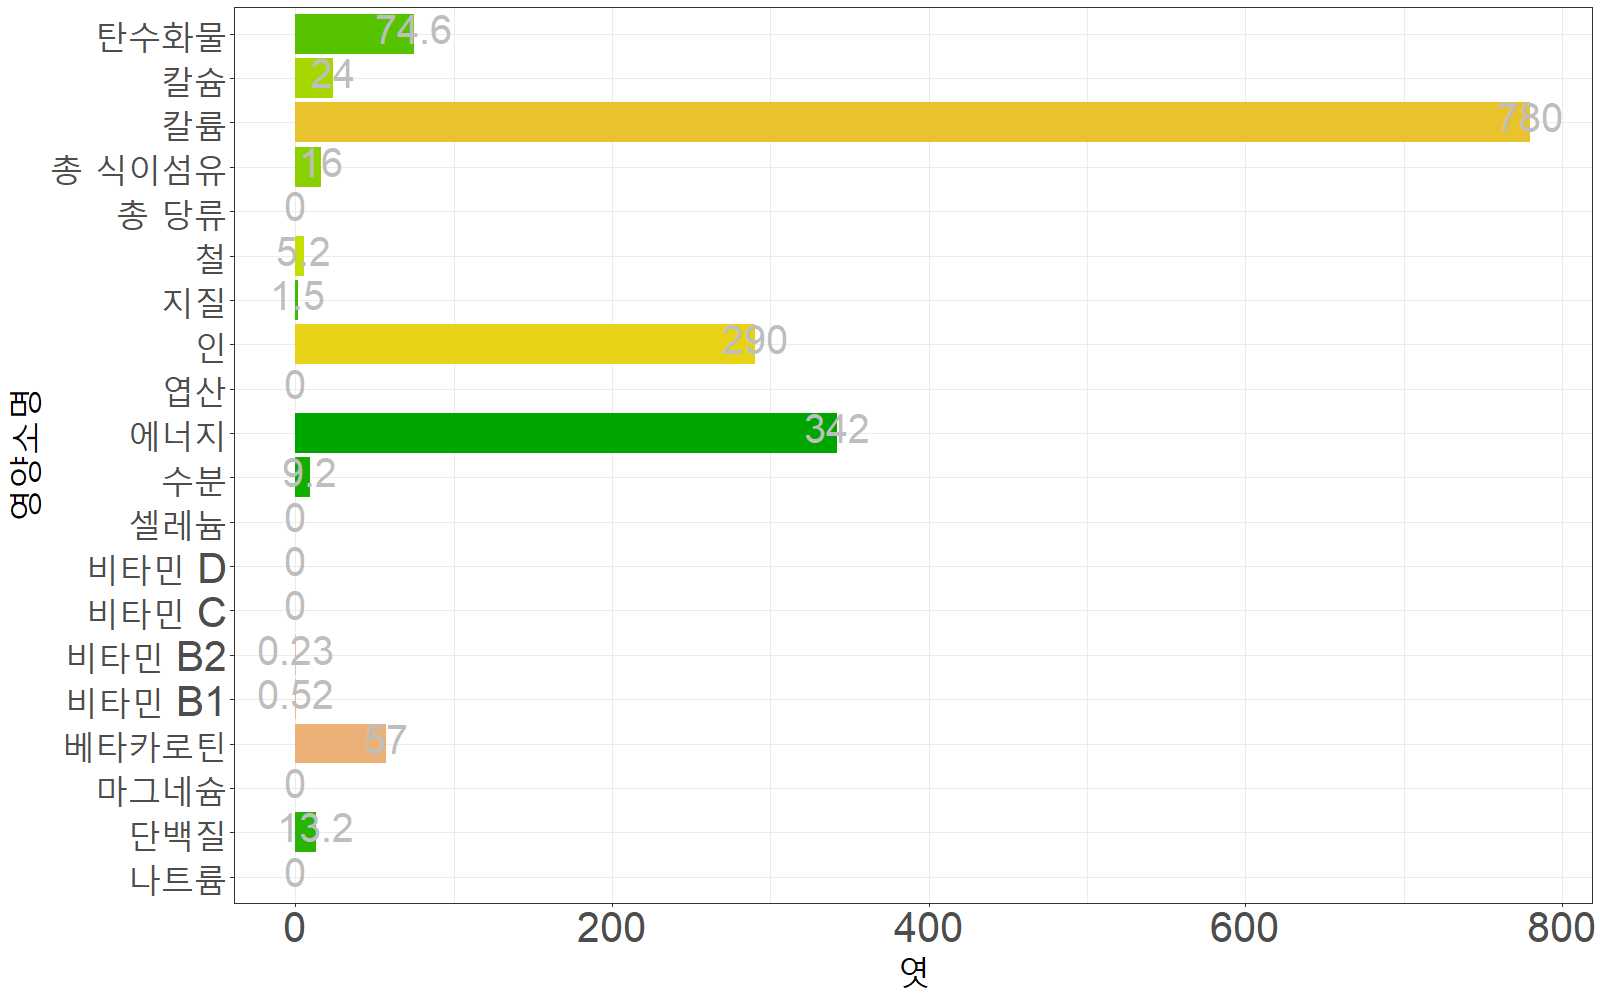 탄수화물 74.6
칼슘 24
칼륨 780
총 식이섬유 16
총 당류 0
철 5.2
지질 1.5
인 290
엽산 0
에너지 342
수분 9.2
셀레늄 0
비타민 D 0
비타민 C 0
비타민 B2 0.23
비타민 B1 0.52
베타카로틴 57
마그네슘 0
단백질 13.2
나트륨 0
영양소명
0 200 400 600 800
엿